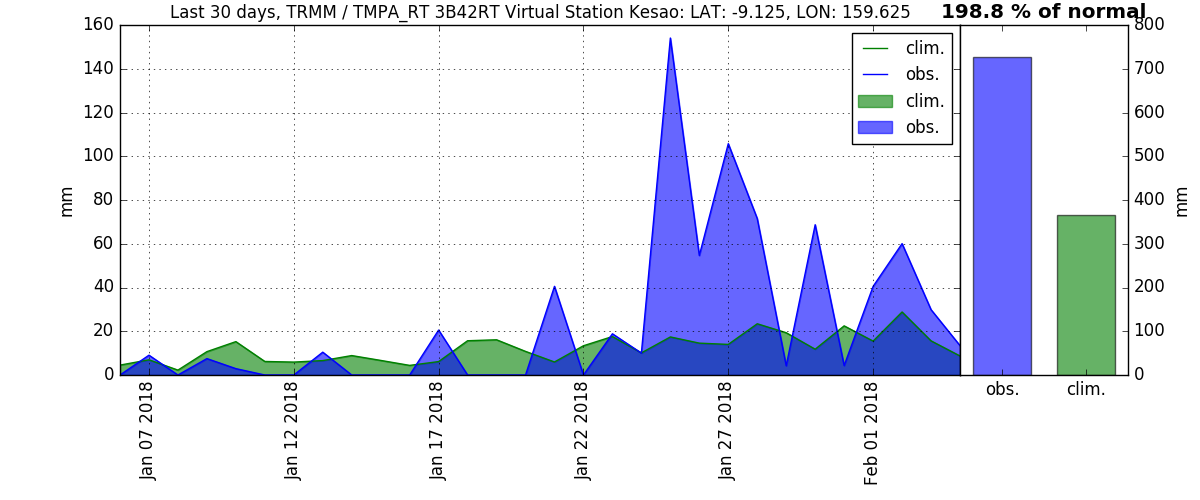 Last 30 days, TRMM / TMPA_RT 3B42RT Virtual Station Kesao: LAT: -9.125, LON: 159.625
198.8 % of normal
160
140
120
100
80
60
40
20
0
mm
clim.
obs.
clim.
obs.
800
700
600
500
400
300
200
100
0
mm
Jan 07 2018
Jan 12 2018
Jan 17 2018
Jan 22 2018
Jan 27 2018
Feb 01 2018
obs.
clim.